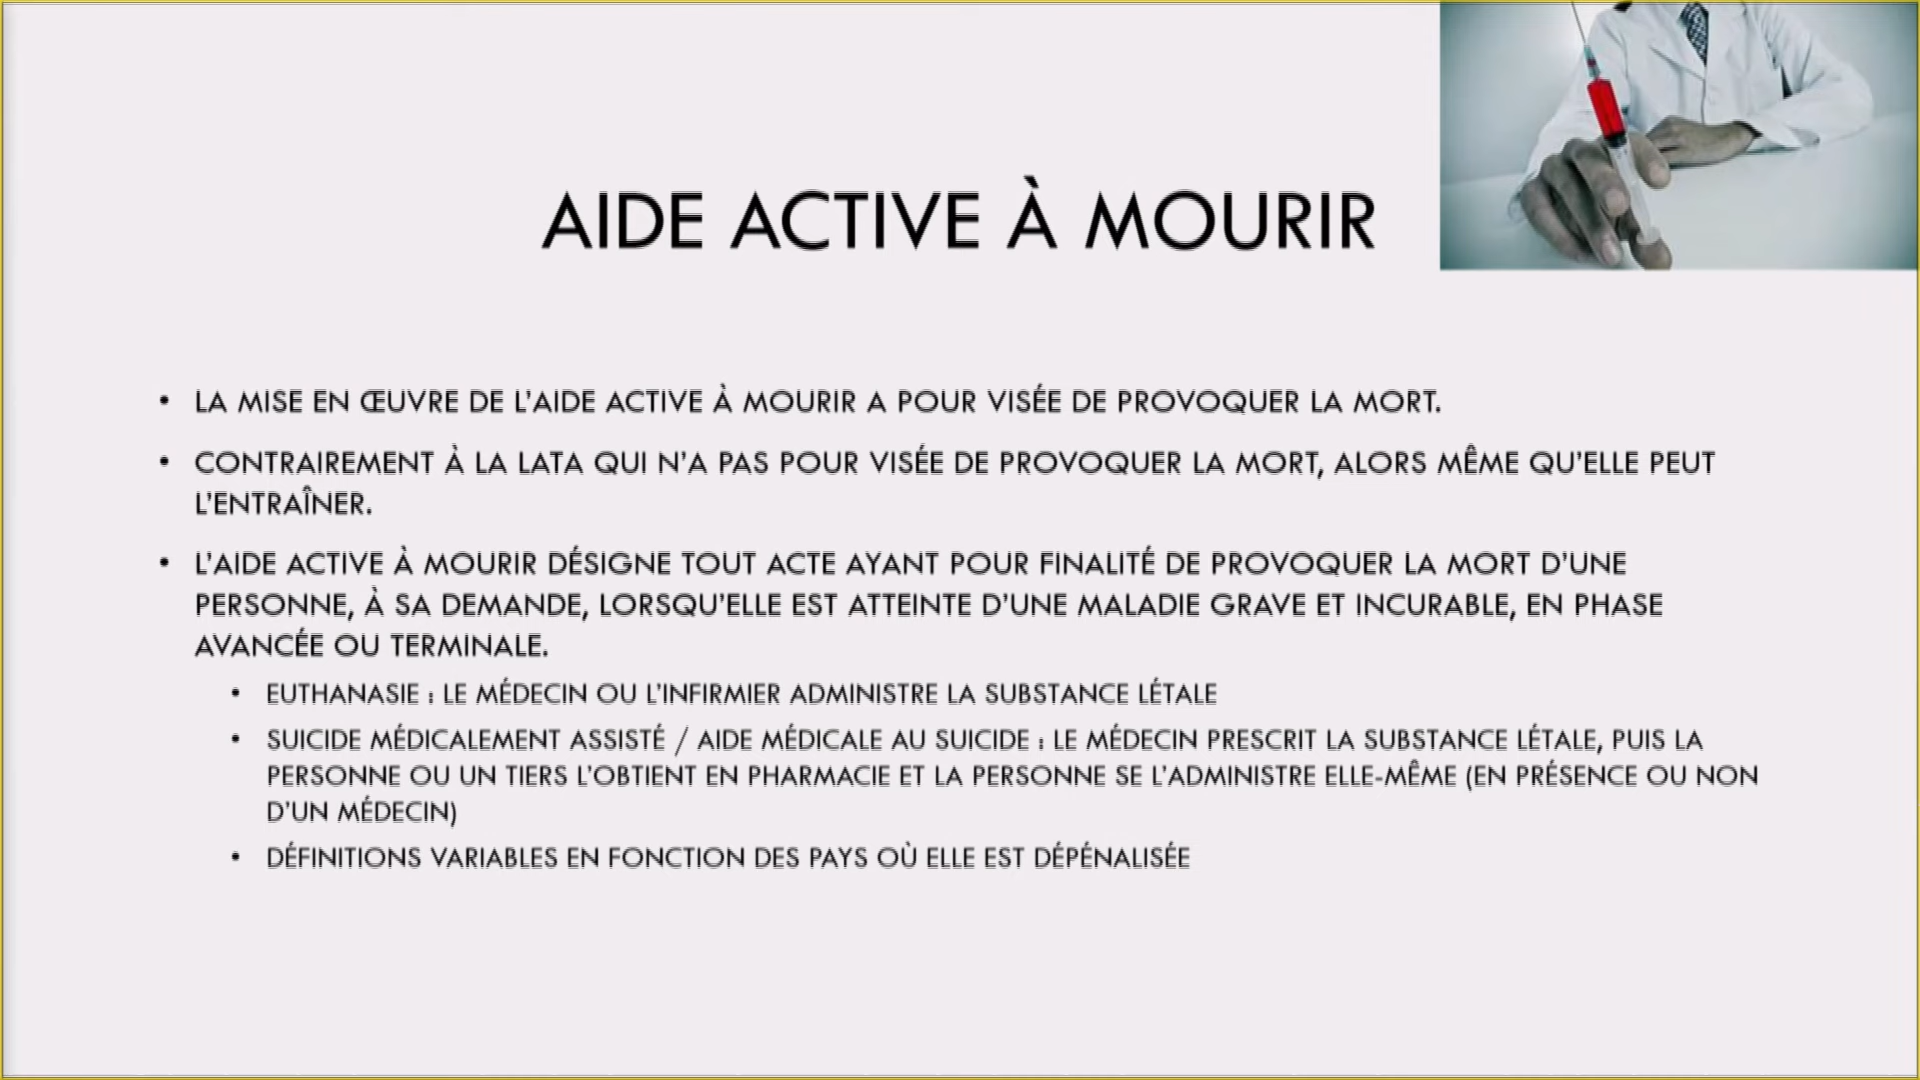 AIDE ACTIVE À MOURIR
• LA MISE EN ŒUVRE DE L'AIDE ACTIVE À MOURIR A POUR VISÉE DE PROVOQUER LA MORT.
• CONTRAIREMENT À LA LATA QUI N'A PAS POUR VISÉE DE PROVOQUER LA MORT, ALORS MÊME QU'ELLE PEUT
L'ENTRAÎNER.
• L'AIDE ACTIVE À MOURIR DÉSIGNE TOUT ACTE AYANT POUR FINALITÉ DE PROVOQUER LA MORT D'UNE
PERSONNE, À SA DEMANDE, LORSQU'ELLE EST ATTEINTE D'UNE MALADIE GRAVE ET INCURABLE, EN PHASE
AVANCÉE OU TERMINALE.
• EUTHANASIE : LE MÉDECIN OU L'INFIRMIER ADMINISTRE LA SUBSTANCE LÉTALE
• SUICIDE MÉDICALEMENT ASSISTÉ / AIDE MÉDICALE AU SUICIDE : LE MÉDECIN PRESCRIT LA SUBSTANCE LÉTALE, PUIS LA
PERSONNE OU UN TIERS L'OBTIENT EN PHARMACIE ET LA PERSONNE SE L'ADMINISTRE ELLE-MÊME (EN PRÉSENCE OU NON
D'UN MÉDECIN)
• DÉFINITIONS VARIABLES EN FONCTION DES PAYS OÙ ELLE EST DÉPÉNALISÉE